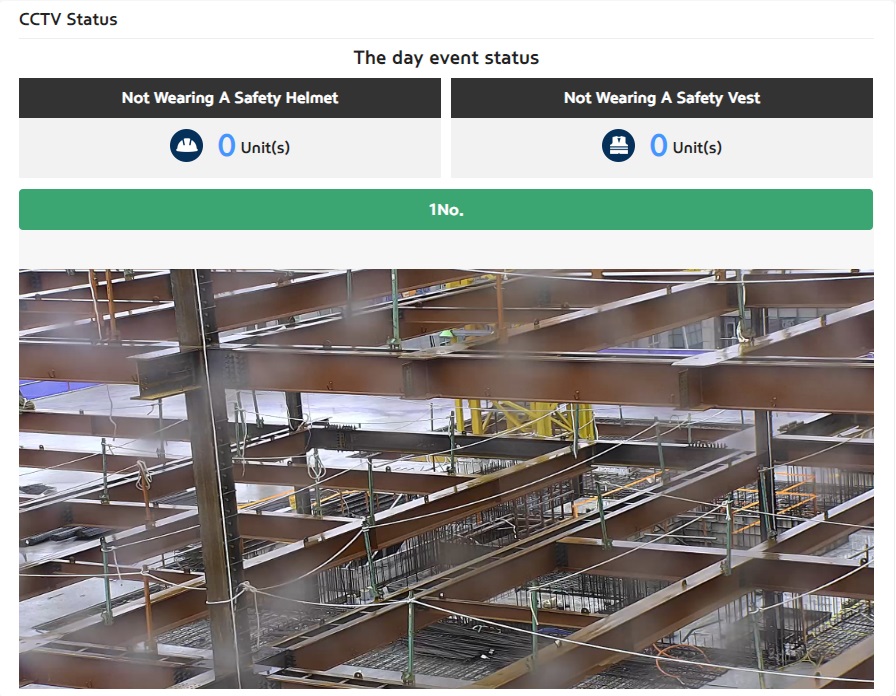 CCTV Status
The day event status
Not Wearing A Safety Helmet
Not Wearing A Safety Vest
0 Unit(s)
0 Unit(s)
1No.